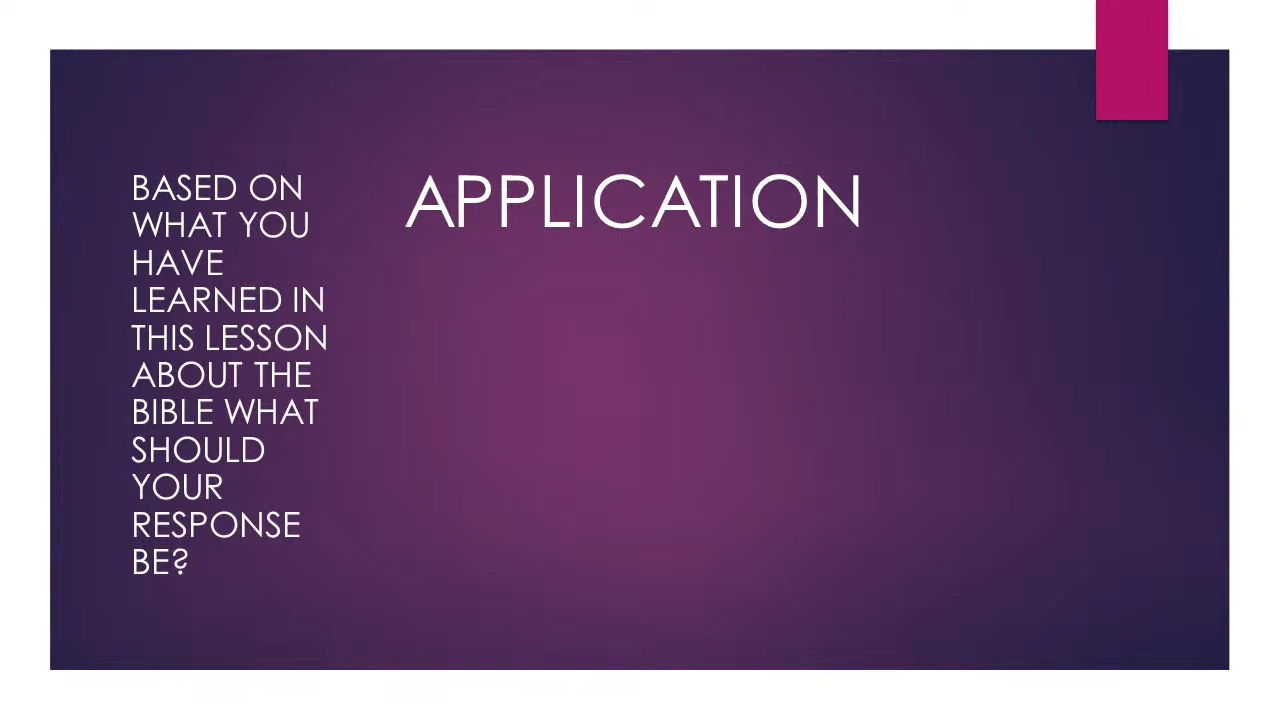 BASED ON
WHAT YOU
HAVE
LEARNED IN
THIS LESSON
ABOUT THE
BIBLE WHAT
SHOULD
YOUR
RESPONSE
BE?
APPLICATION